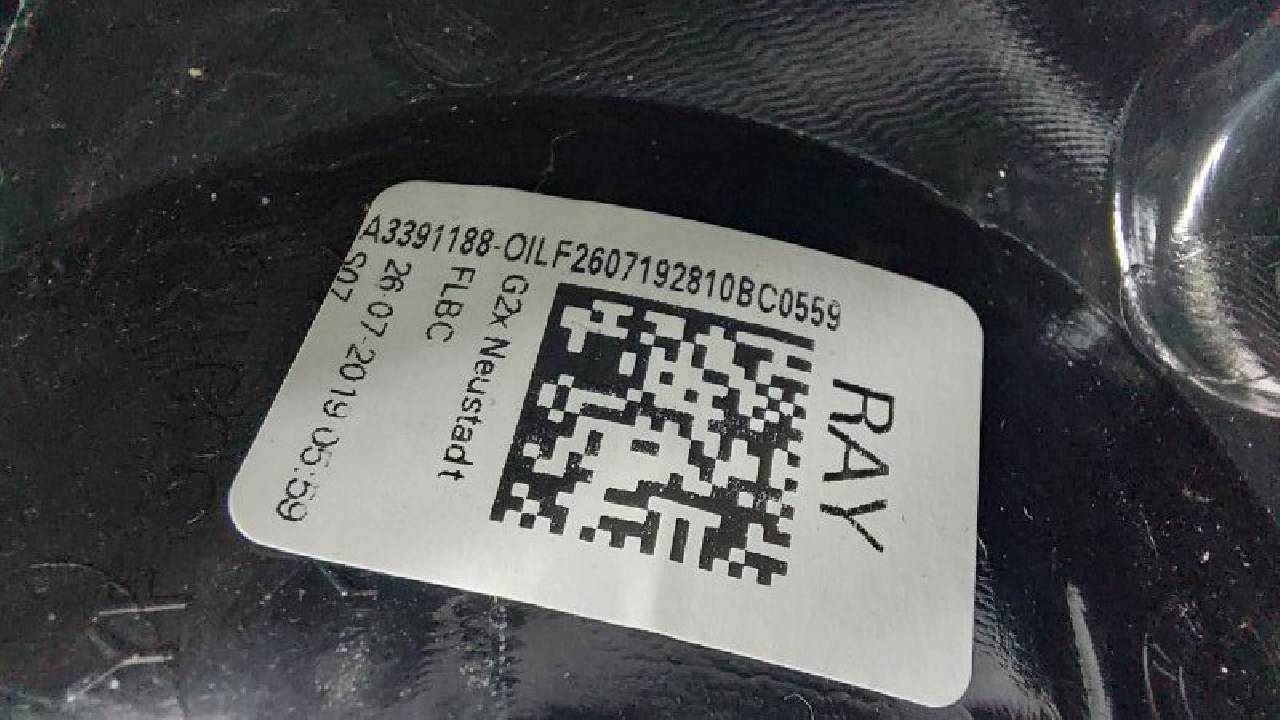 A3391188-OILF2607192810BC0559
RAY
G2x Neustadt
FLBC
26.07-2019 05:59
S07